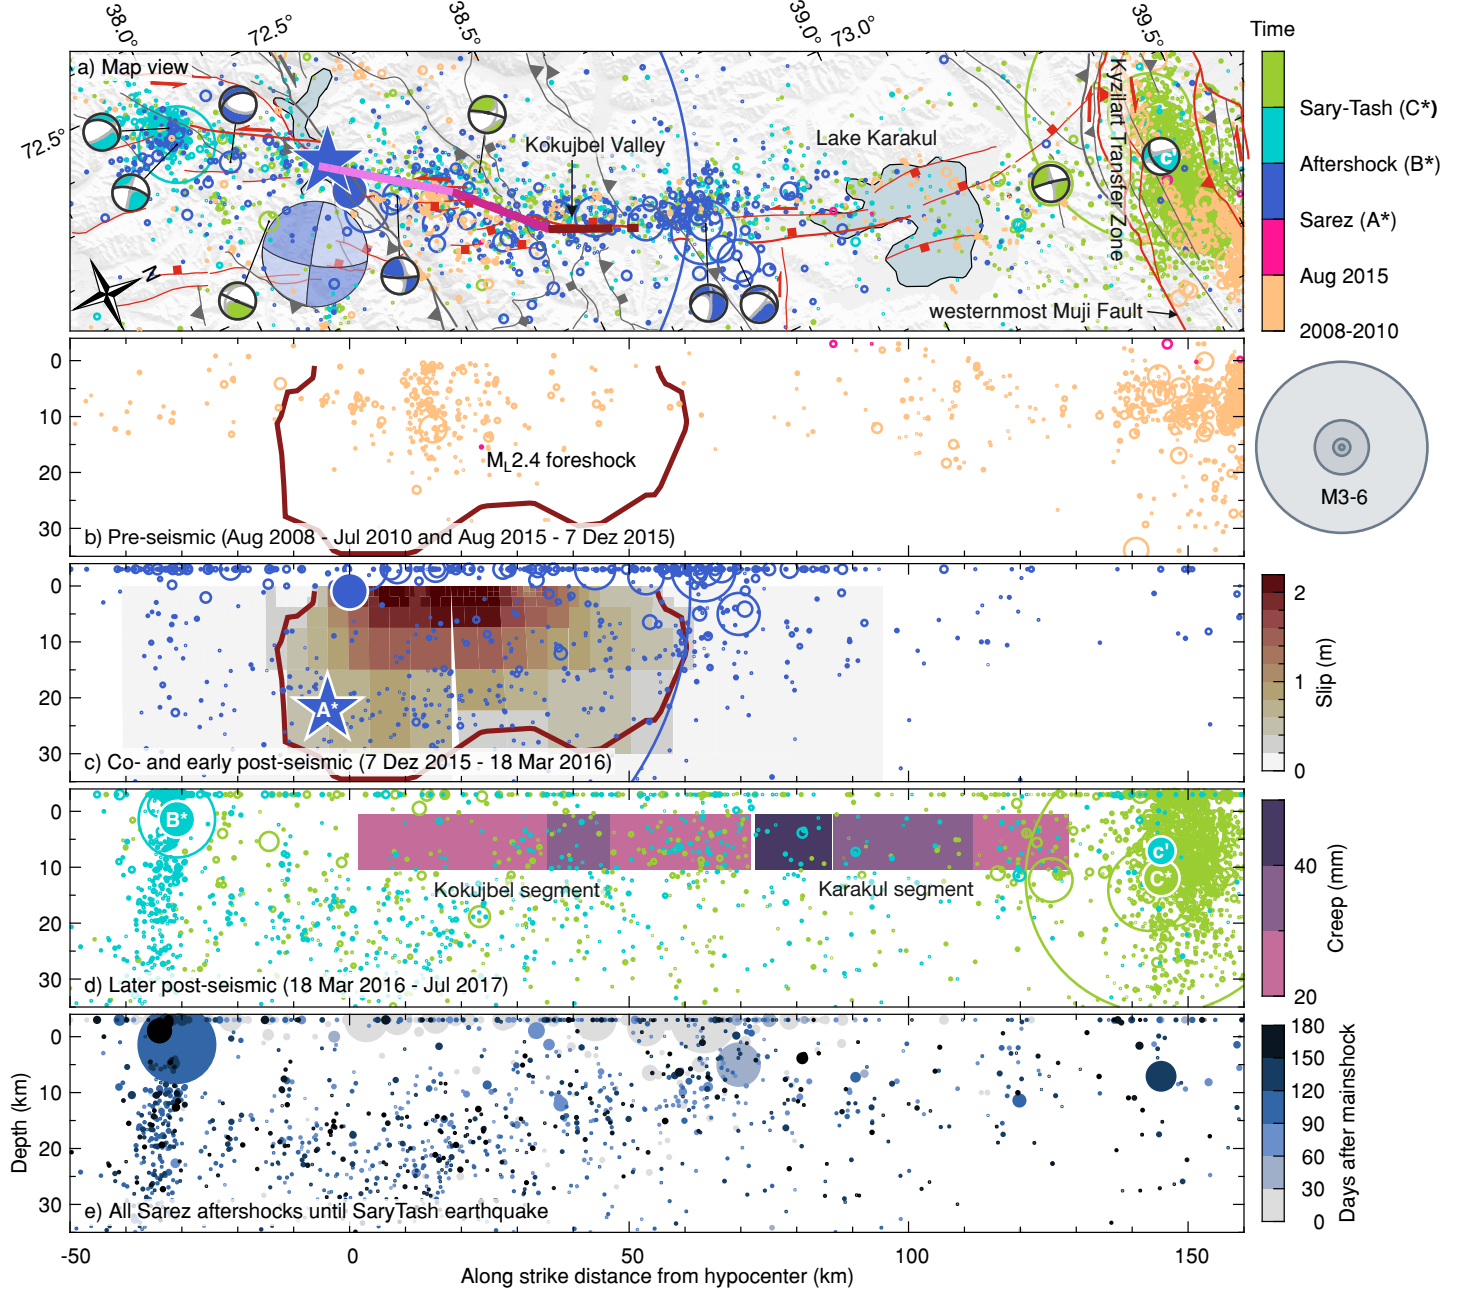 38.0°
72.5°
38.5°
39.0°
73.0°
39.5°
Time
a) Map view
72.5°
Kokujbel Valley
Lake Karakul
Kyzilart Transfer Zone
westernmost Muji Fault
N
C
Sary-Tash (C*)
Aftershock (B*)
Sarez (A*)
Aug 2015
2008-2010
0
10
20
30
ML2.4 foreshock
b) Pre-seismic (Aug 2008 - Jul 2010 and Aug 2015 - 7 Dez 2015)
M3-6
0
10
20
30
A*
c) Co- and early post-seismic (7 Dez 2015 - 18 Mar 2016)
2
1
0
Slip (m)
0
10
20
30
B*
c'
C*
Kokujbel segment
Karakul segment
d) Later post-seismic (18 Mar 2016 - Jul 2017)
40
20
Creep (mm)
0
10
20
30
Depth (km)
e) All Sarez aftershocks until SaryTash earthquake
180
150
120
90
60
30
0
Days after mainshock
-50
0
50
100
150
Along strike distance from hypocenter (km)